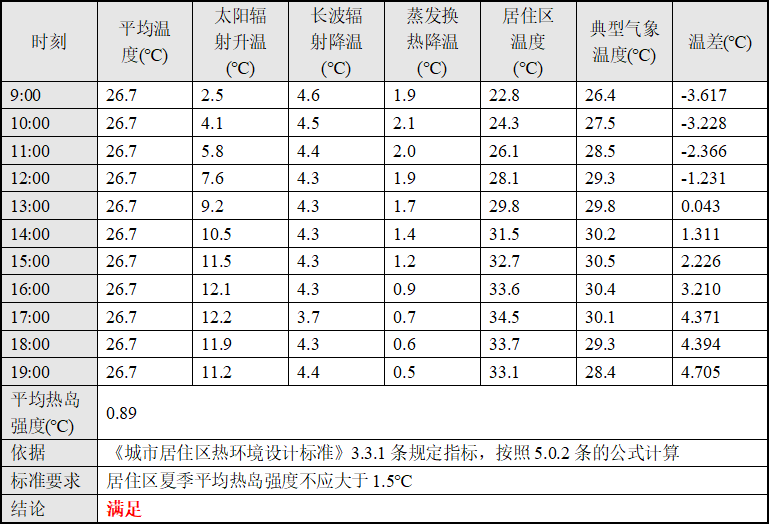 时刻 平均温度(℃) 太阳辐射升温(℃) 长波辐射降温(℃) 蒸发换热降温(℃) 居住区温度(℃) 典型气象温度(℃) 温差(℃)
9:00 26.7 2.5 4.6 1.9 22.8 26.4 -3.617
10:00 26.7 4.1 4.5 2.1 24.3 27.5 -3.228
11:00 26.7 5.8 4.4 2.0 26.1 28.5 -2.366
12:00 26.7 7.6 4.3 1.9 28.1 29.3 -1.231
13:00 26.7 9.2 4.3 1.7 29.8 29.8 0.043
14:00 26.7 10.5 4.3 1.4 31.5 30.2 1.311
15:00 26.7 11.5 4.3 1.2 32.7 30.5 2.226
16:00 26.7 12.1 4.3 0.9 33.6 30.4 3.210
17:00 26.7 12.2 3.7 0.7 34.5 30.1 4.371
18:00 26.7 11.9 4.3 0.6 33.7 29.3 4.394
19:00 26.7 11.2 4.4 0.5 33.1 28.4 4.705
平均热岛强度(℃) 0.89
依据 《城市居住区热环境设计标准》3.3.1 条规定指标，按照 5.0.2 条的公式计算
标准要求 居住区夏季平均热岛强度不应大于 1.5℃
结论 满足